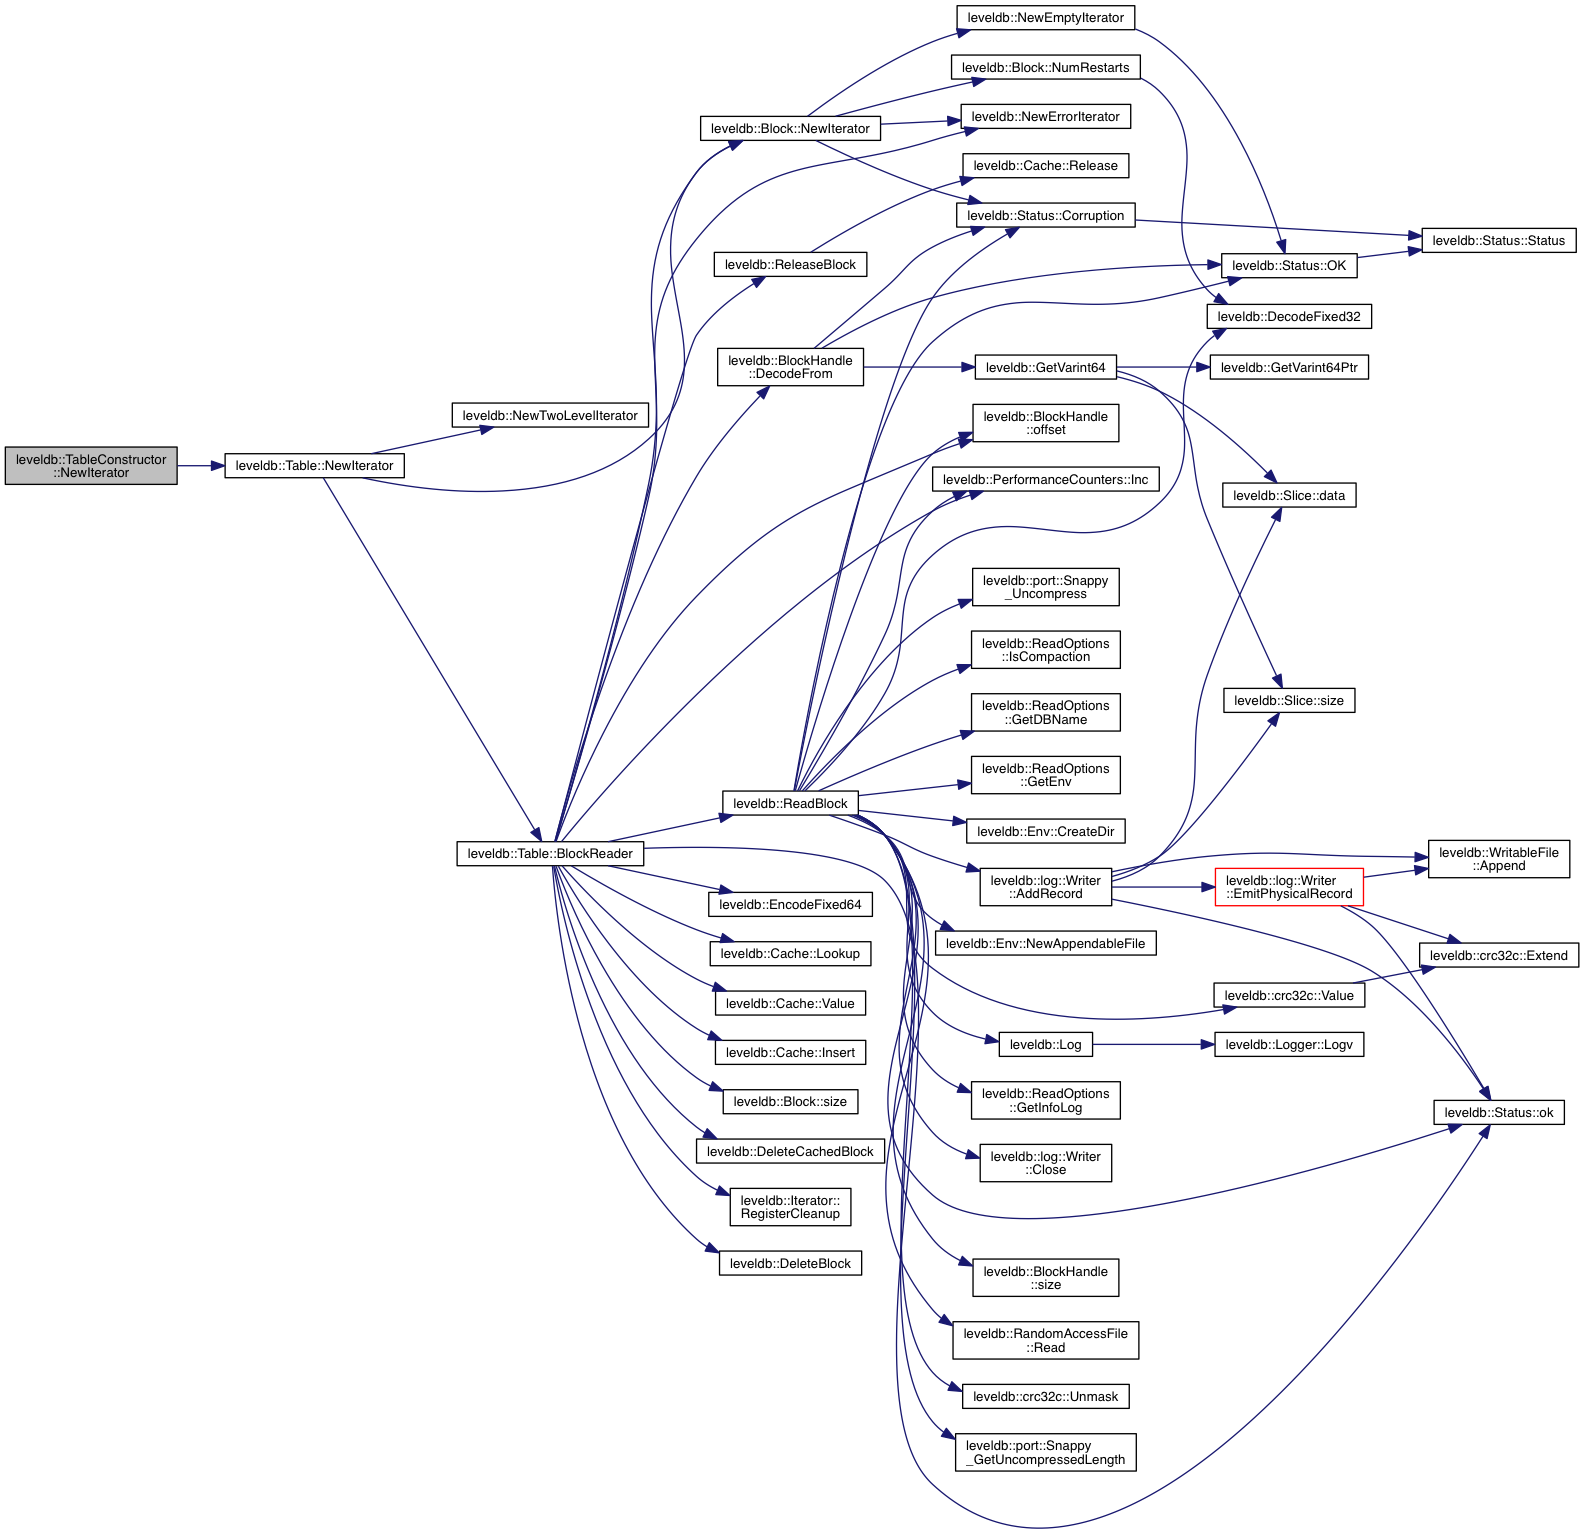 leveldb::TableConstructor
::NewIterator
leveldb::Table::NewIterator
leveldb::NewTwoLevelIterator
leveldb::Table::BlockReader
leveldb::Block::NewIterator
leveldb::ReleaseBlock
leveldb::BlockHandle
::DecodeFrom
leveldb::ReadBlock
leveldb::EncodeFixed64
leveldb::Cache::Lookup
leveldb::Cache::Value
leveldb::Cache::Insert
leveldb::Block::size
leveldb::DeleteCachedBlock
leveldb::Iterator::
RegisterCleanup
leveldb::DeleteBlock
leveldb::NewEmptyIterator
leveldb::Block::NumRestarts
leveldb::NewErrorIterator
leveldb::Cache::Release
leveldb::Status::Corruption
leveldb::GetVarint64
leveldb::BlockHandle
::offset
leveldb::PerformanceCounters::Inc
leveldb::port::Snappy
_Uncompress
leveldb::ReadOptions
::IsCompaction
leveldb::ReadOptions
::GetDBName
leveldb::ReadOptions
::GetEnv
leveldb::Env::CreateDir
leveldb::log::Writer
::AddRecord
leveldb::Env::NewAppendableFile
leveldb::Log
leveldb::ReadOptions
::GetInfoLog
leveldb::log::Writer
::Close
leveldb::BlockHandle
::size
leveldb::RandomAccessFile
::Read
leveldb::crc32c::Unmask
leveldb::port::Snappy
_GetUncompressedLength
leveldb::Status::OK
leveldb::DecodeFixed32
leveldb::GetVarint64Ptr
leveldb::Slice::data
leveldb::Slice::size
leveldb::log::Writer
::EmitPhysicalRecord
leveldb::crc32c::Value
leveldb::Logger::Logv
leveldb::Status::Status
leveldb::WritableFile
::Append
leveldb::crc32c::Extend
leveldb::Status::ok